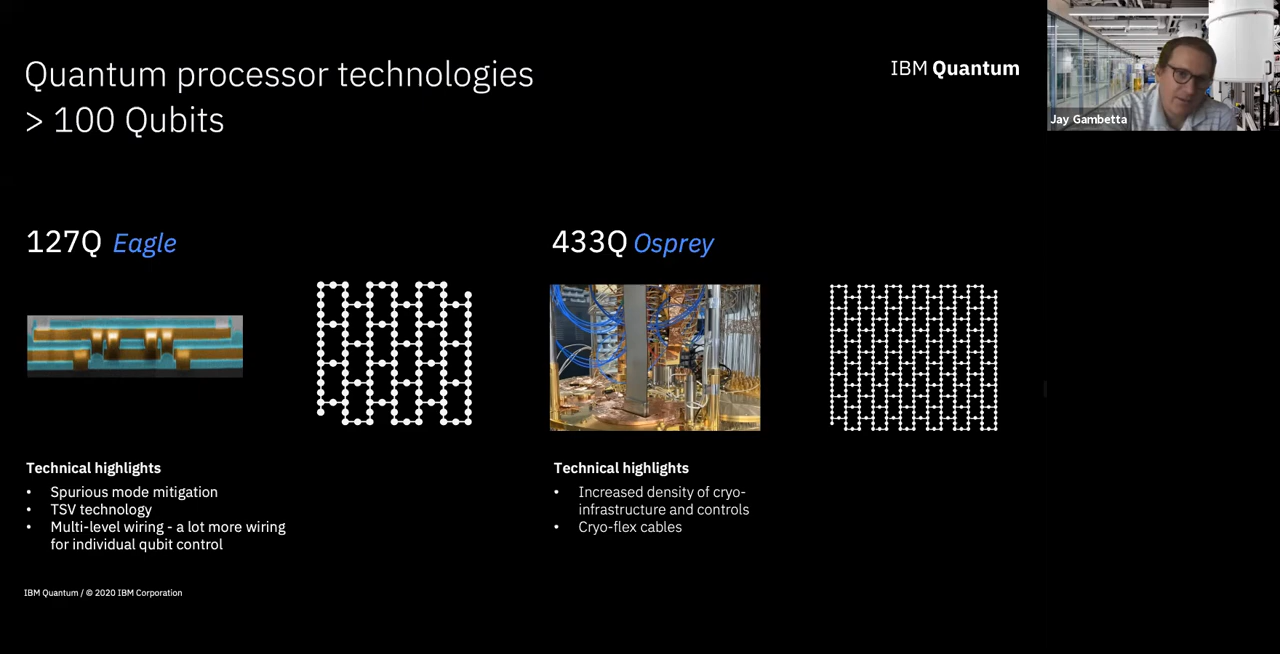 Quantum processor technologies
> 100 Qubits
IBM Quantum
Jay Gambetta
127Q Eagle
433Q Osprey
Technical highlights
• Spurious mode mitigation
• TSV technology
• Multi-level wiring - a lot more wiring
for individual qubit control
Technical highlights
• Increased density of cryo-
infrastructure and controls
• Cryo-flex cables
IBM Quantum / © 2020 IBM Corporation